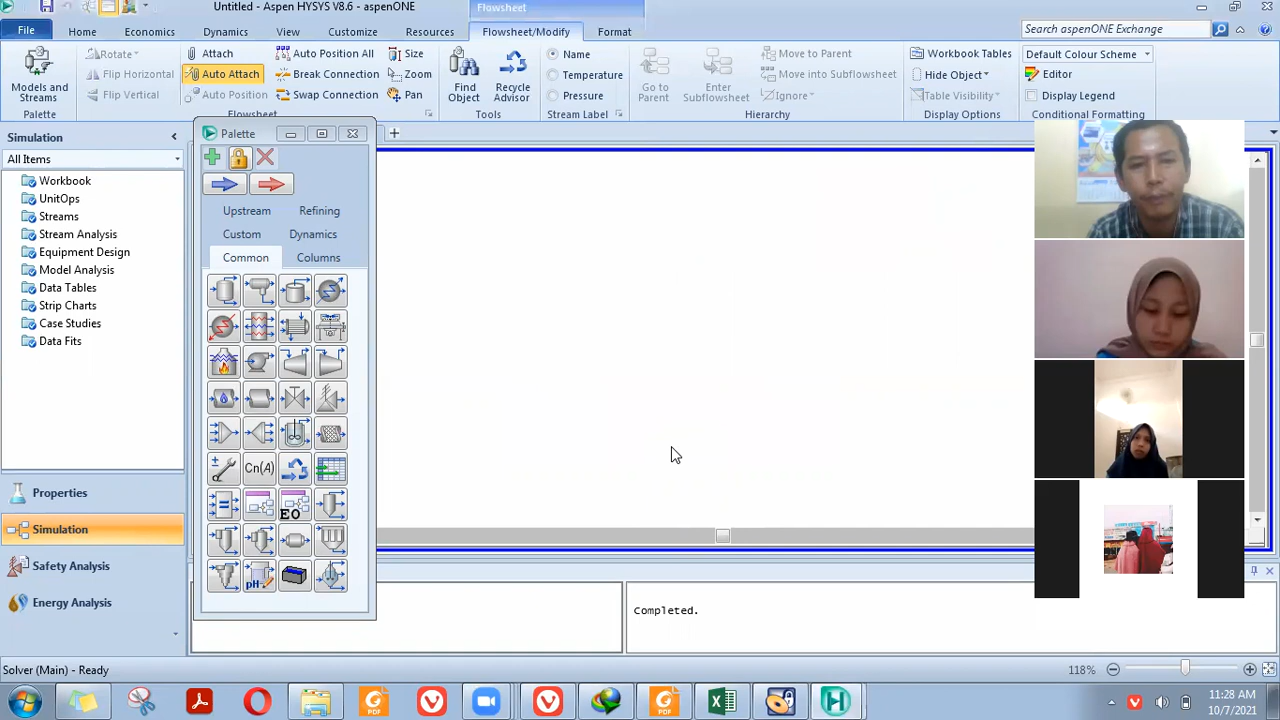 Untitled - Aspen HYSYS V8.6 - aspenONE
Flowsheet
File
Home
Economics
Dynamics
View
Customize
Resources
Flowsheet/Modify
Format
Search aspenONE Exchange
Models and
Streams
Palette
Rotate
Flip Horizontal
Flip Vertical
Attach
Auto Attach
Auto Position
Auto Position All
Break Connection
Swap Connection
Size
Zoom
Pan
Flowsheet
Find
Object
Recycle
Advisor
Tools
Name
Temperature
Pressure
Stream Label
Go to
Parent
Enter
Subflowsheet
Move to Parent
Move into Subflowsheet
Ignore
Hierarchy
Workbook Tables
Hide Object
Table Visibility
Display Options
Default Colour Scheme
Editor
Display Legend
Conditional Formatting
Simulation
All Items
Workbook
UnitOps
Streams
Stream Analysis
Equipment Design
Model Analysis
Data Tables
Strip Charts
Case Studies
Data Fits
Properties
Simulation
Safety Analysis
Energy Analysis
Palette
Upstream
Refining
Custom
Dynamics
Common
Columns
Cn(A)
EO
pH
Completed.
Solver (Main) - Ready
118%
PDF
PDF
11:28 AM
10/7/2021